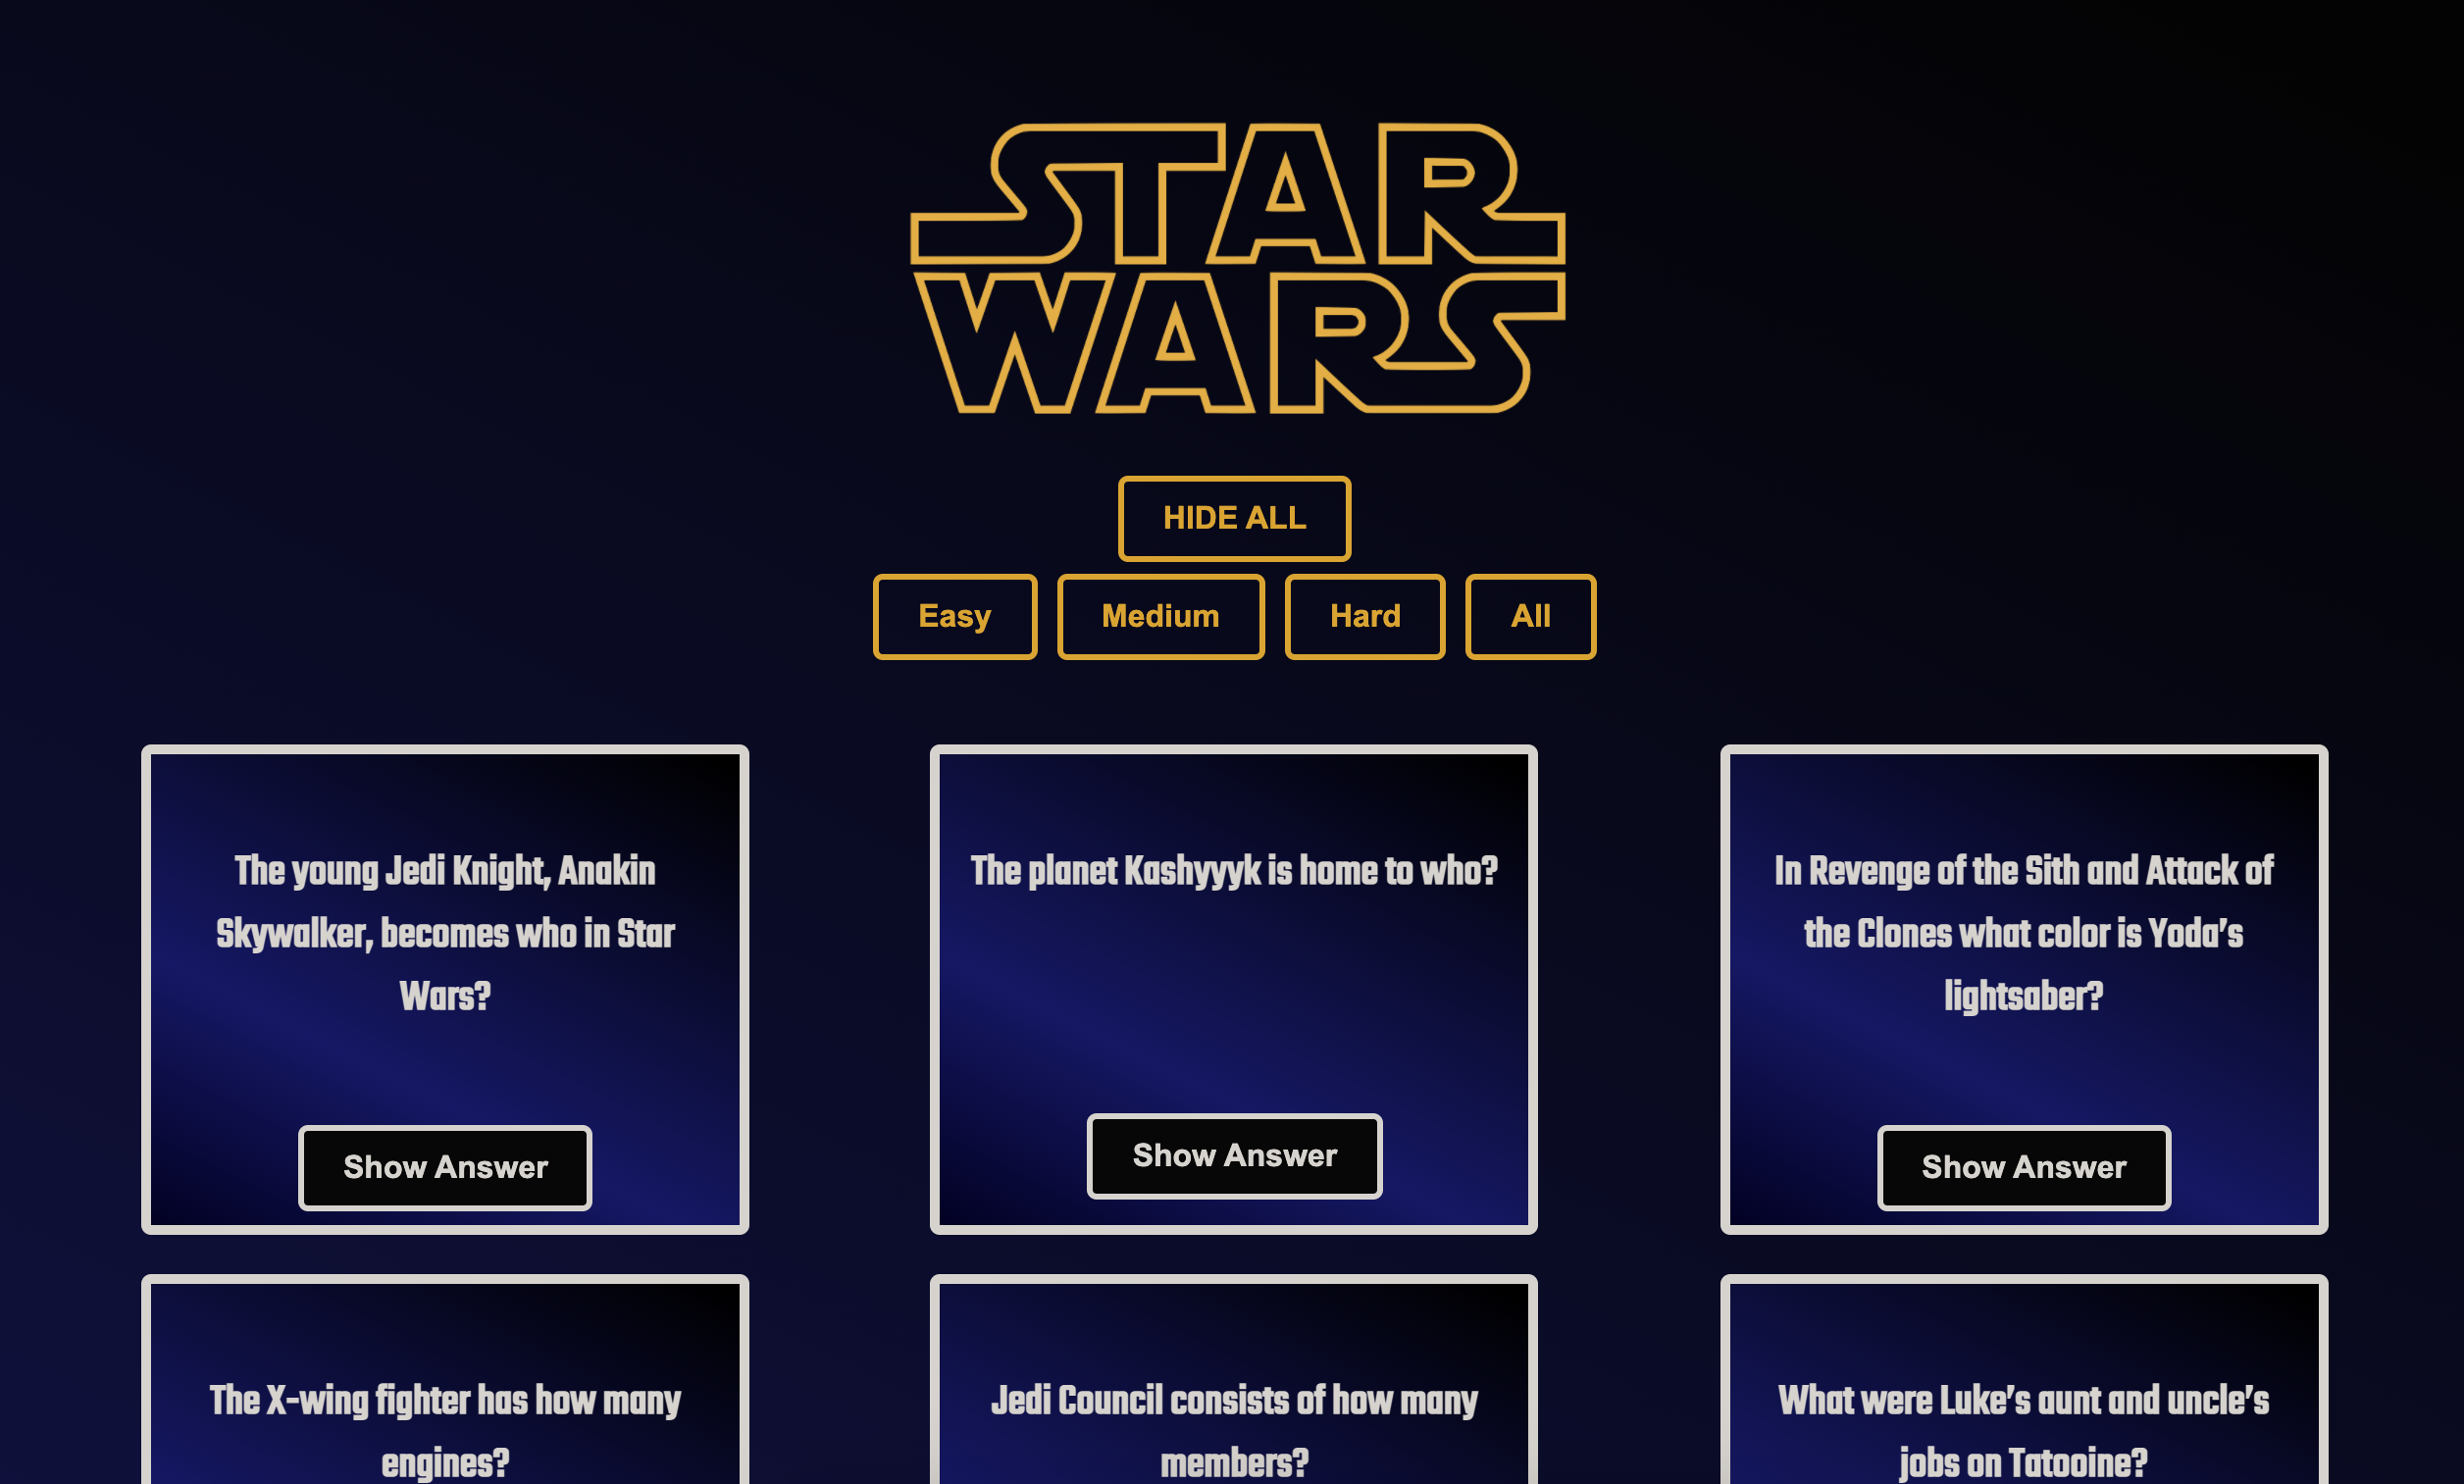 STAR
WARS
HIDE ALL
Easy Medium Hard All
The young Jedi Knight, Anakin
Skywalker, becomes who in Star
Wars?
Show Answer
The planet Kashyyyk is home to who?
Show Answer
In Revenge of the Sith and Attack of
the Clones what color is Yoda's
lightsaber?
Show Answer
The X-wing fighter has how many
engines?
Jedi Council consists of how many
members?
What were Luke's aunt and uncle's
jobs on Tatooine?